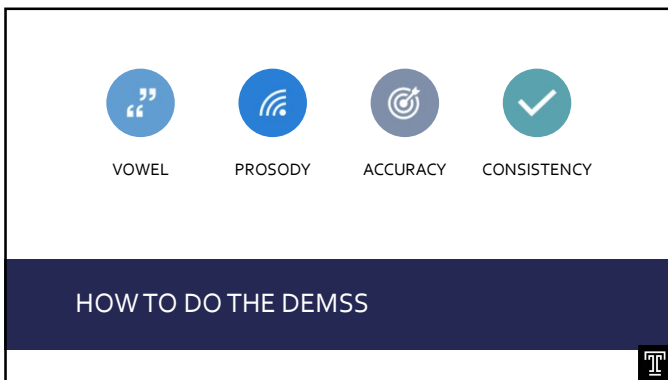 VOWEL PROSODY ACCURACY CONSISTENCY
HOW TO DO THE DEMSS
T